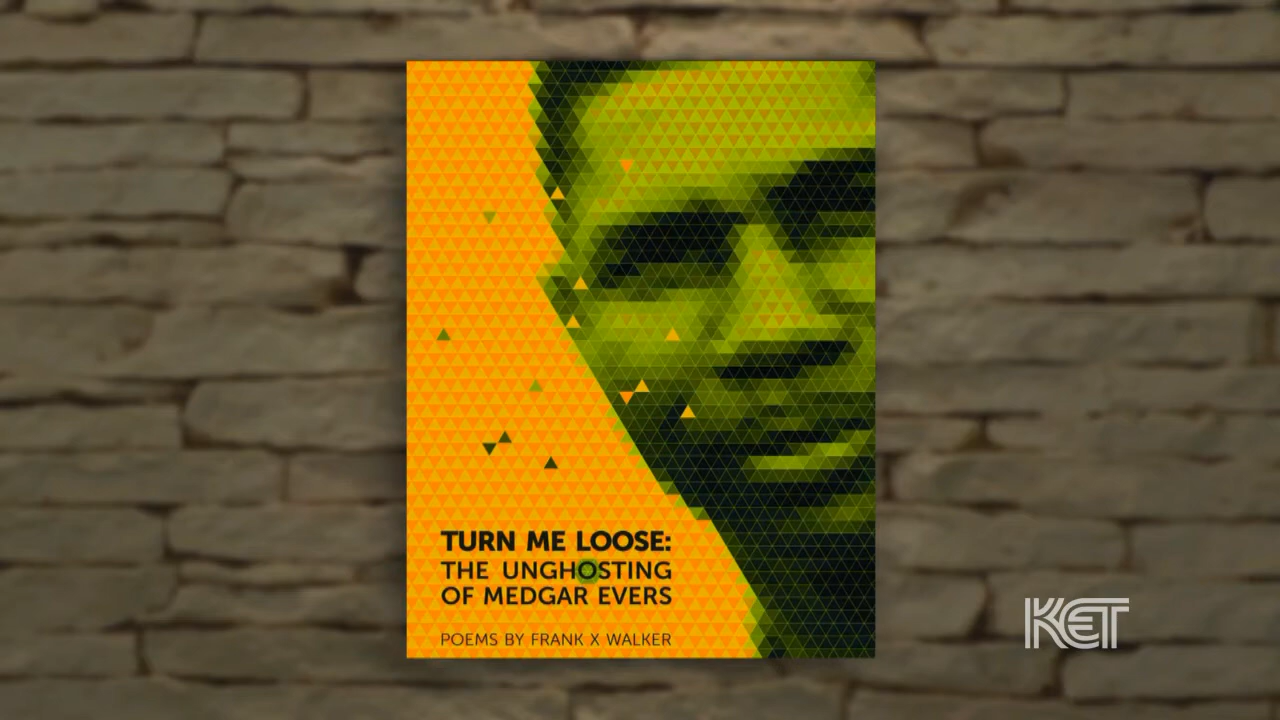 TURN ME LOOSE:
THE UNGHOSTING
OF MEDGAR EVERS
POEMS BY FRANK X WALKER
KET